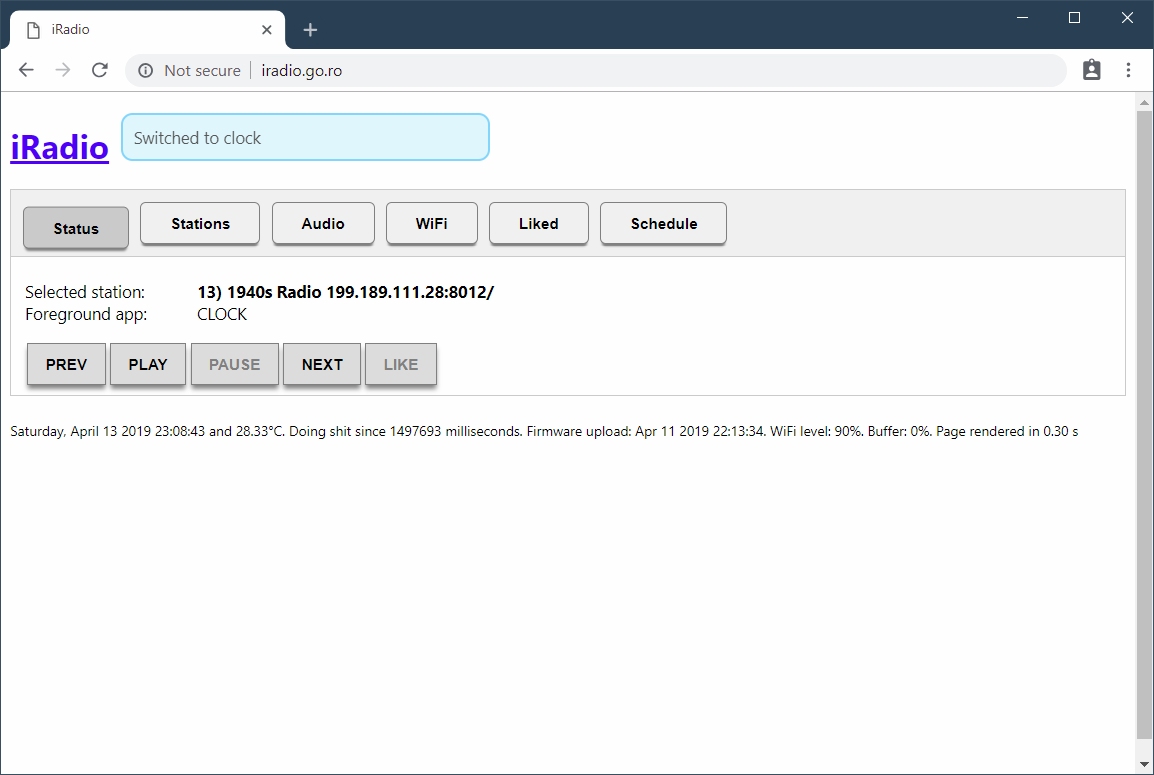 iRadio
Not secure iradio.go.ro
iRadio
Switched to clock
Status Stations Audio WiFi Liked Schedule
Selected station: 13) 1940s Radio 199.189.111.28:8012/
Foreground app: CLOCK
PREV PLAY PAUSE NEXT LIKE
Saturday, April 13 2019 23:08:43 and 28.33°C. Doing shit since 1497693 milliseconds. Firmware upload: Apr 11 2019 22:13:34. WiFi level: 90%. Buffer: 0%. Page rendered in 0.30 s